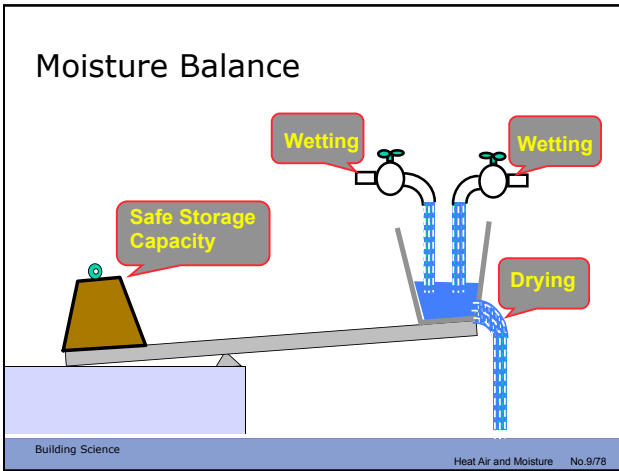 Moisture Balance
Wetting
Wetting
Safe Storage
Capacity
Drying
Building Science
Heat Air and Moisture No.9/78